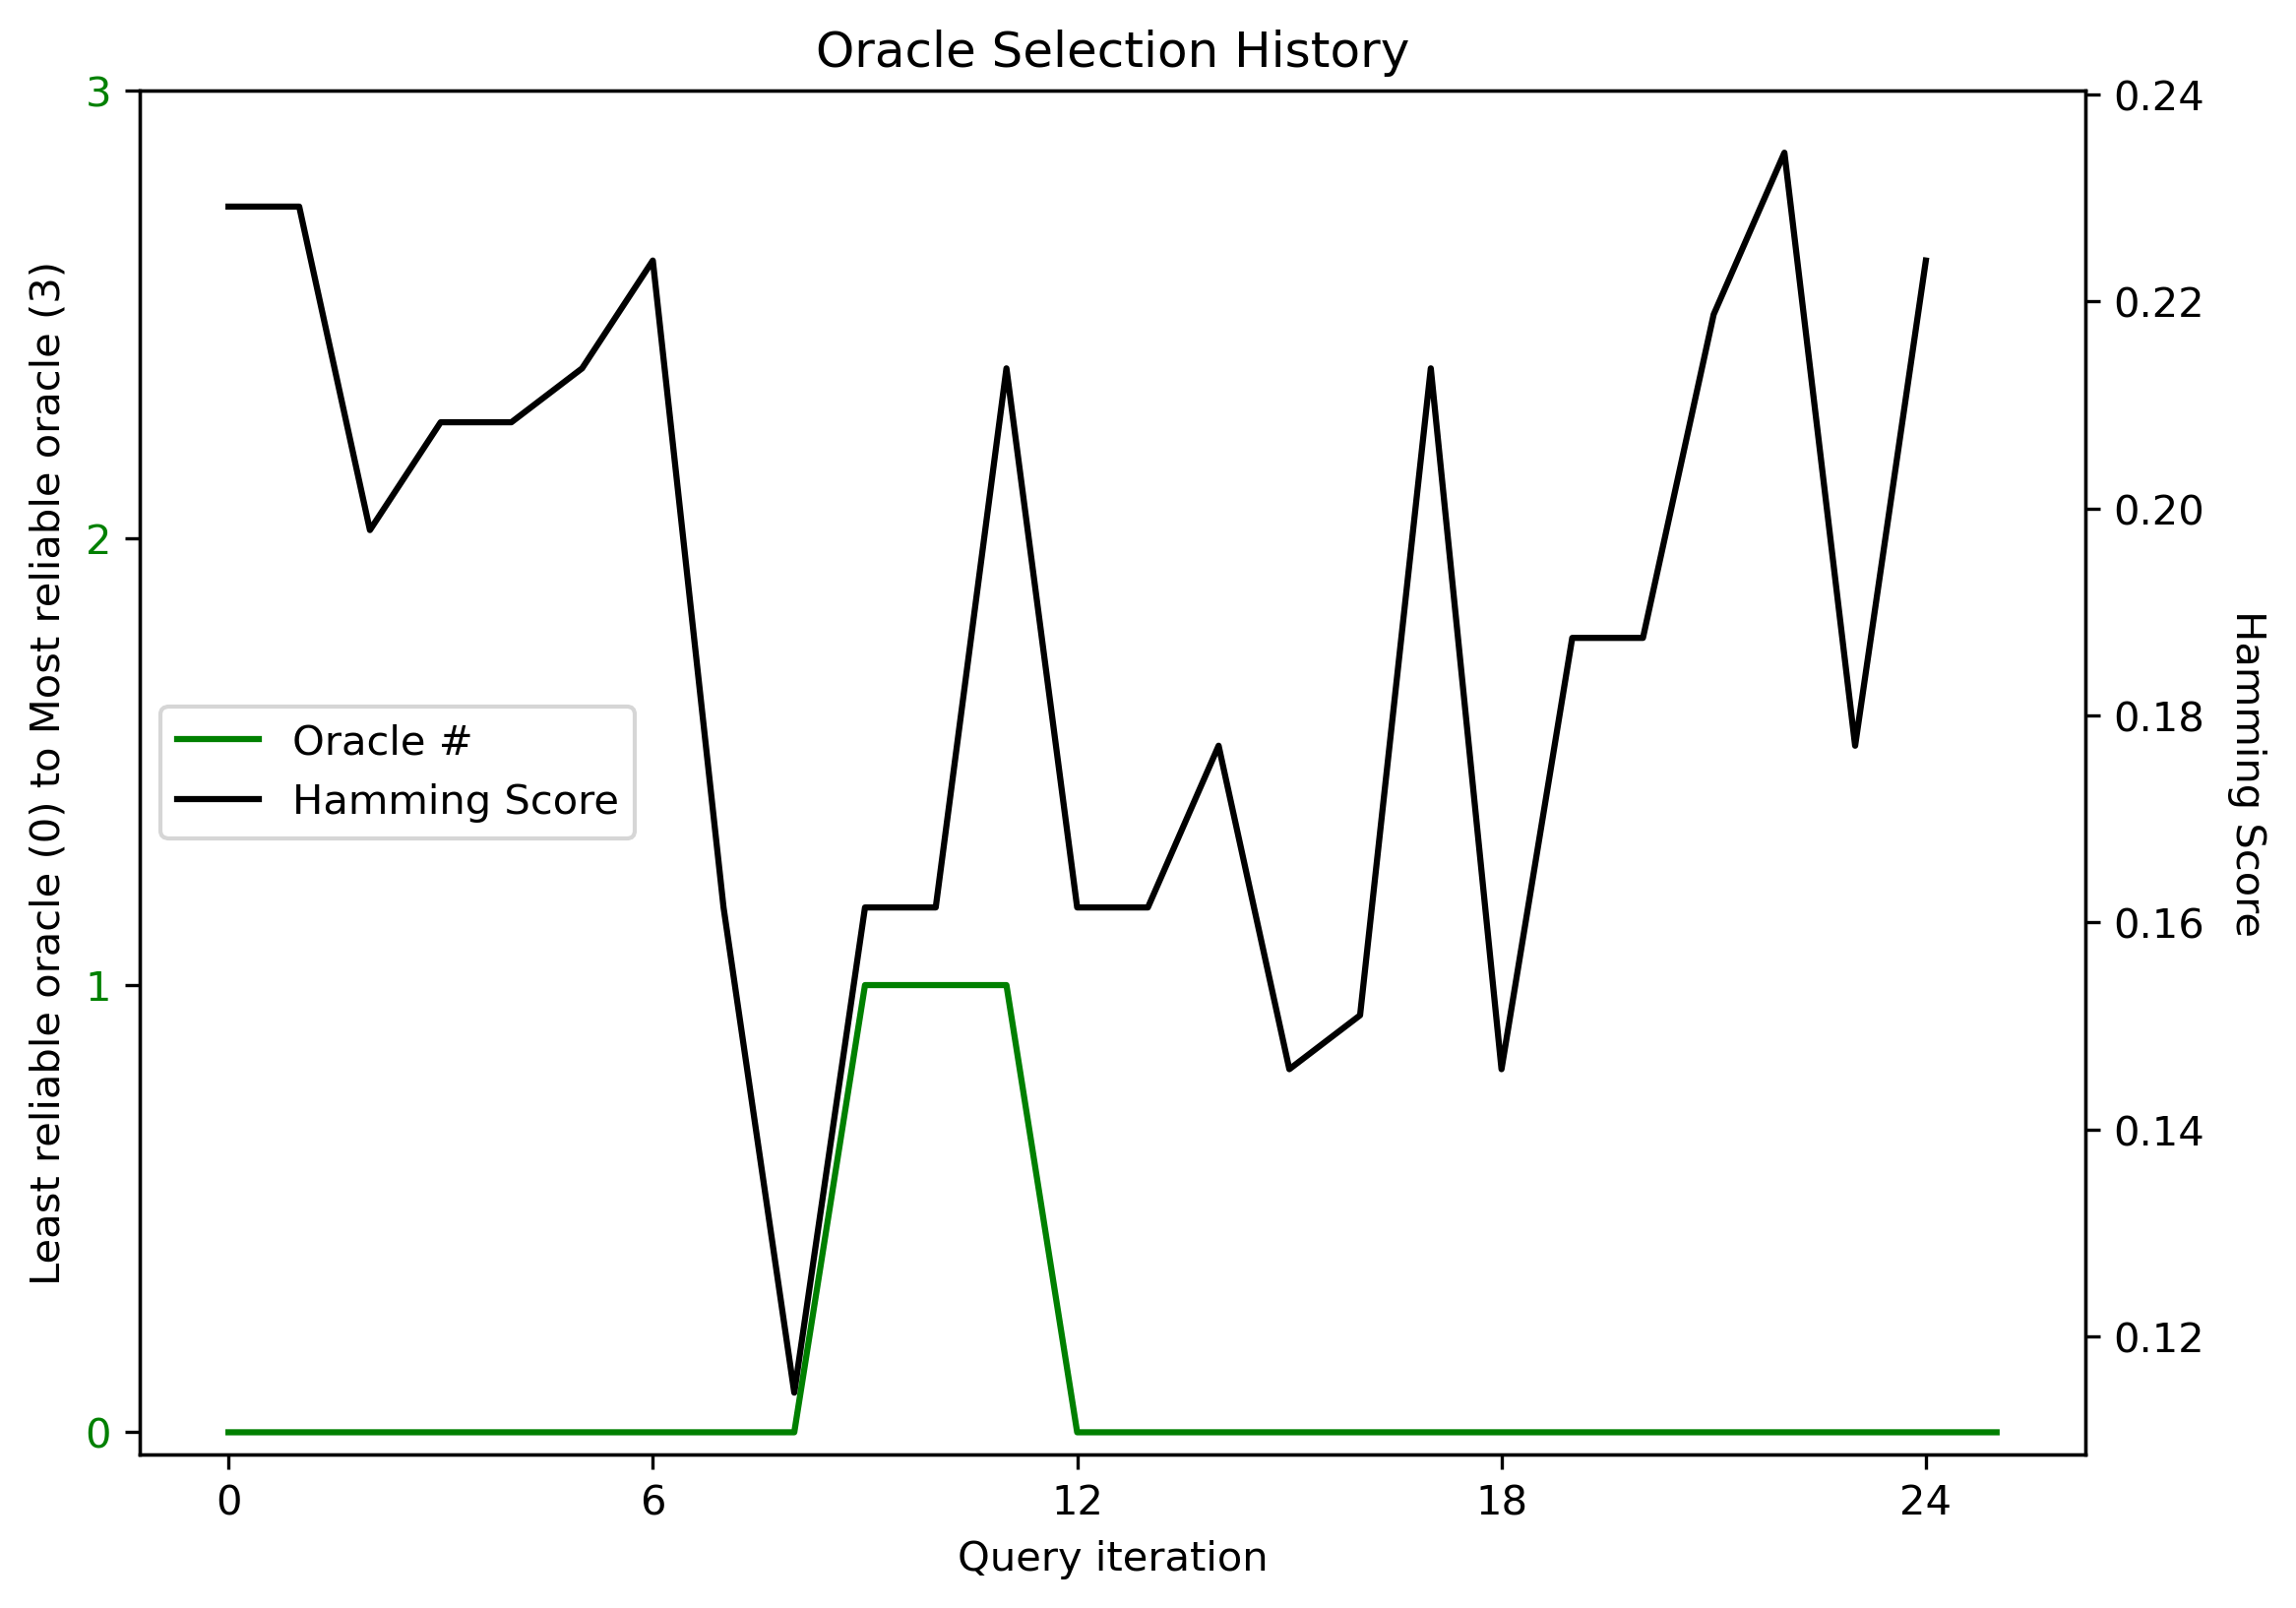 Oracle Selection History
3
2
1
0
Least reliable oracle (0) to Most reliable oracle (3)
Oracle #
Hamming Score
0.24
0.22
0.20
0.18
0.16
0.14
0.12
Hamming Score
0 6 12 18 24
Query iteration